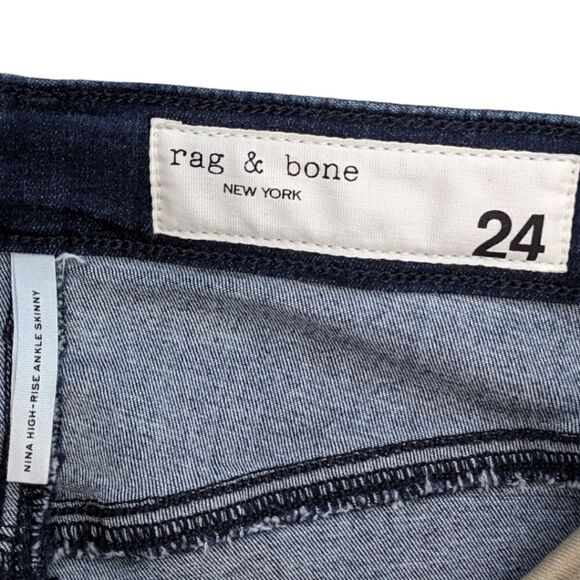 rag & bone
NEW YORK
24
NINA HIGH-RISE ANKLE SKINNY